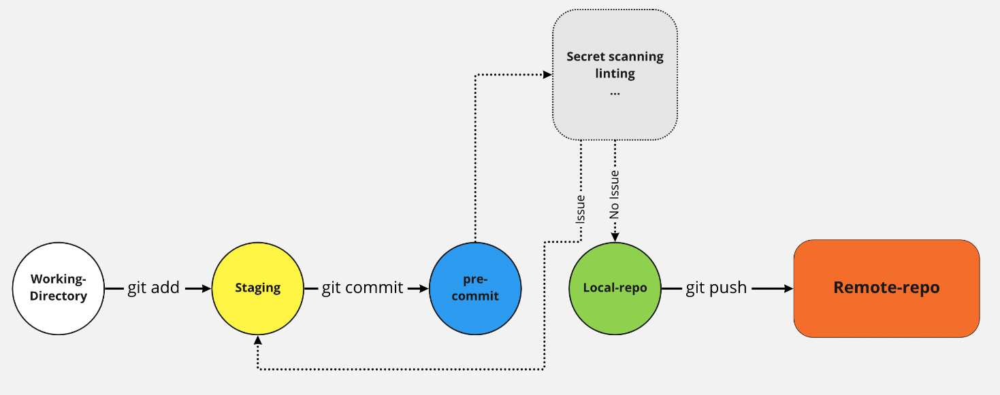 Secret scanning
linting
...
Issue
No Issue
Working-
Directory
git add
Staging
git commit
pre-
commit
Local-repo
git push
Remote-repo